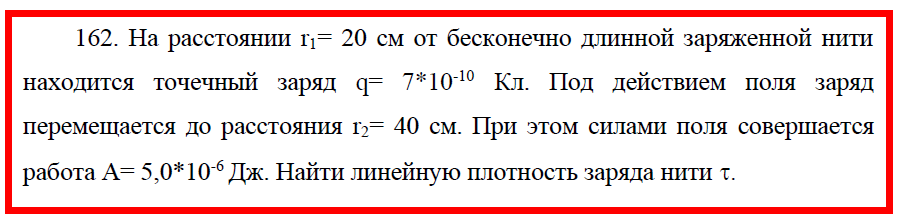 162. На расстоянии r₁= 20 см от бесконечно длинной заряженной нити
находится точечный заряд q= 7*10⁻¹⁰ Кл. Под действием поля заряд
перемещается до расстояния r₂= 40 см. При этом силами поля совершается
работа А= 5,0*10⁻⁶ Дж. Найти линейную плотность заряда нити τ.